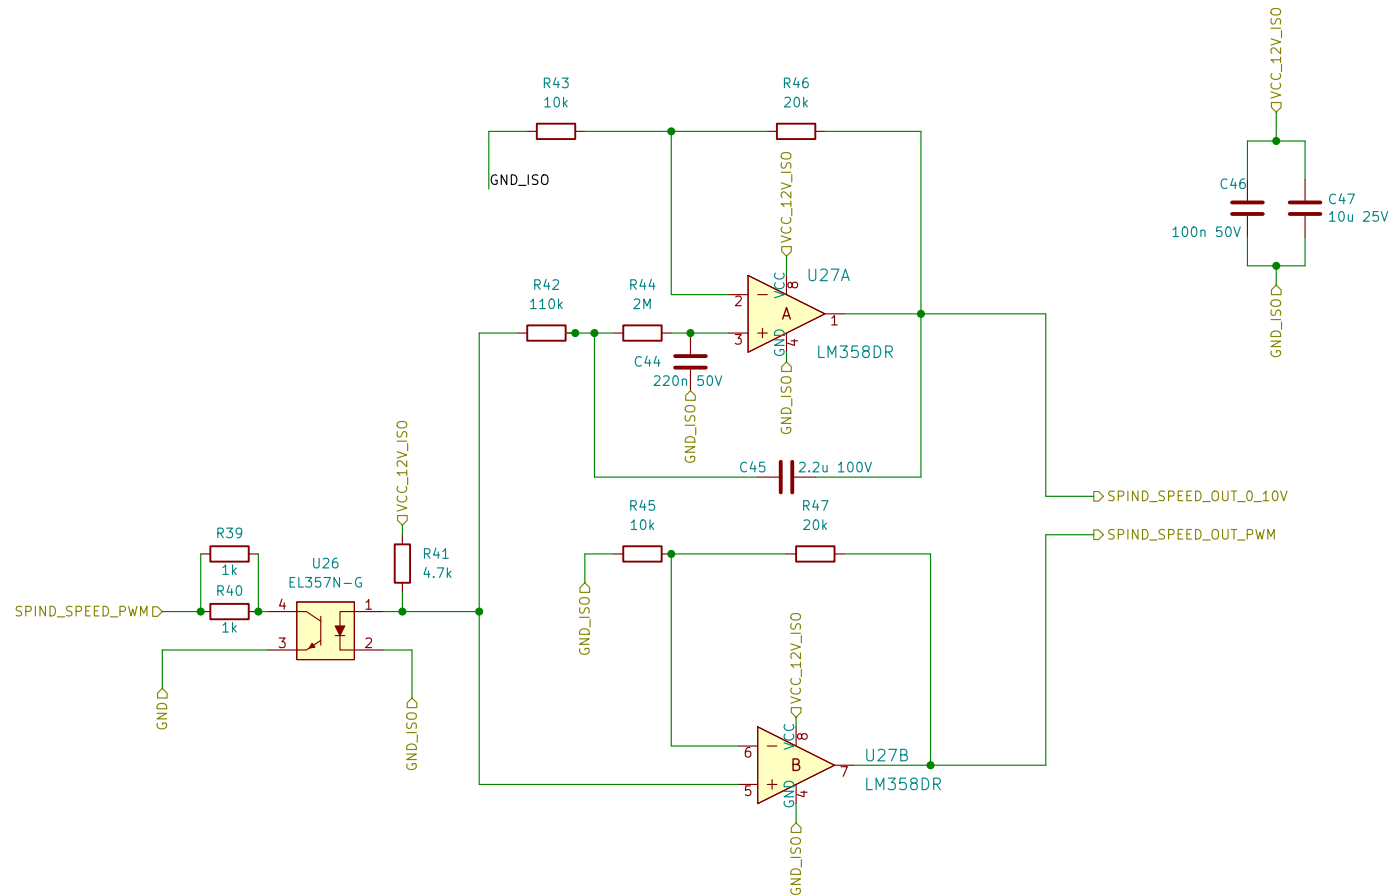 VCC_12V_ISO
R43
10k
R46
20k
GND_ISO
VCC_12V_ISO
C46
100n 50V
C47
10u 25V
GND_ISO
R42
110k
R44
2M
C44
220n 50V
GND_ISO
2
3
VCC
8
A
GND
4
1
U27A
LM358DR
GND_ISO
C45
2.2u 100V
SPIND_SPEED_OUT_0_10V
SPIND_SPEED_OUT_PWM
VCC_12V_ISO
R45
10k
R47
20k
GND_ISO
R39
1k
R40
1k
SPIND_SPEED_PWM
GND
U26
EL357N-G
4
3
1
2
R41
4.7k
GND_ISO
VCC_12V_ISO
6
5
VCC
8
B
GND
4
7
U27B
LM358DR
GND_ISO